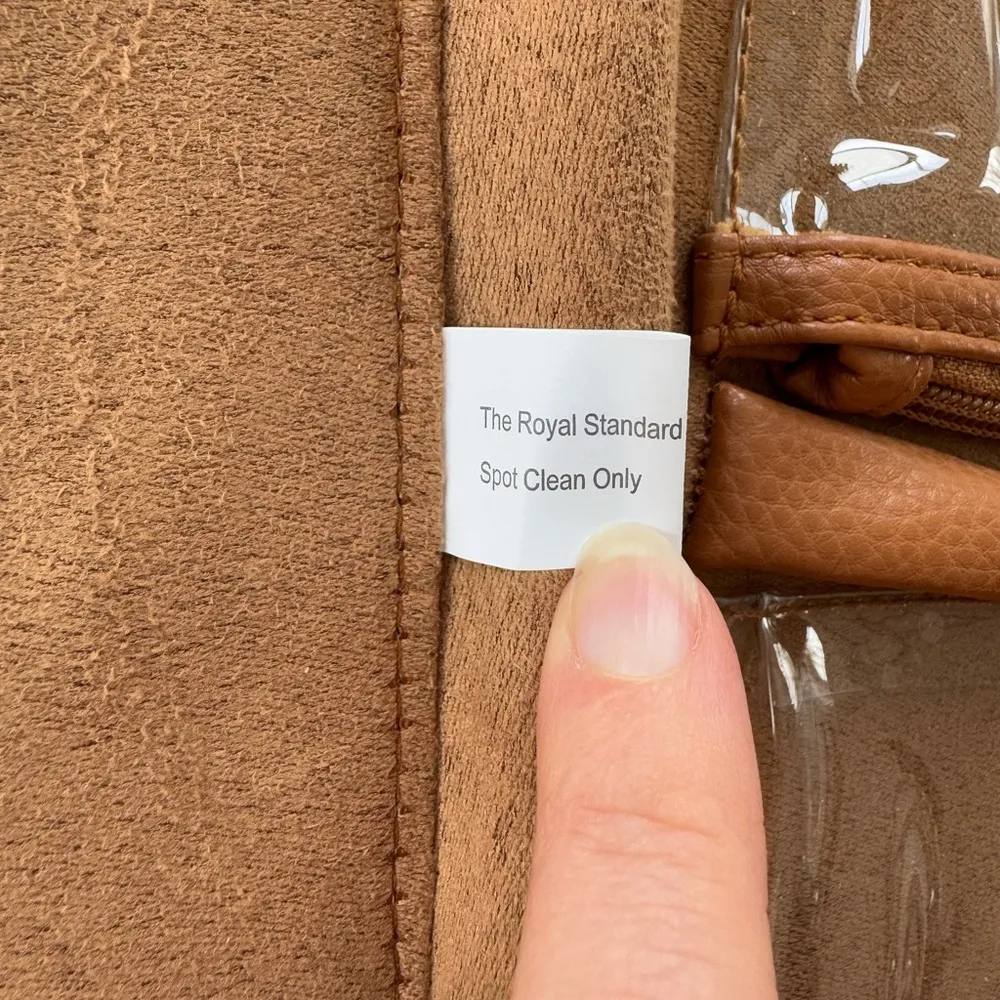 The Royal Standard
Spot Clean Only